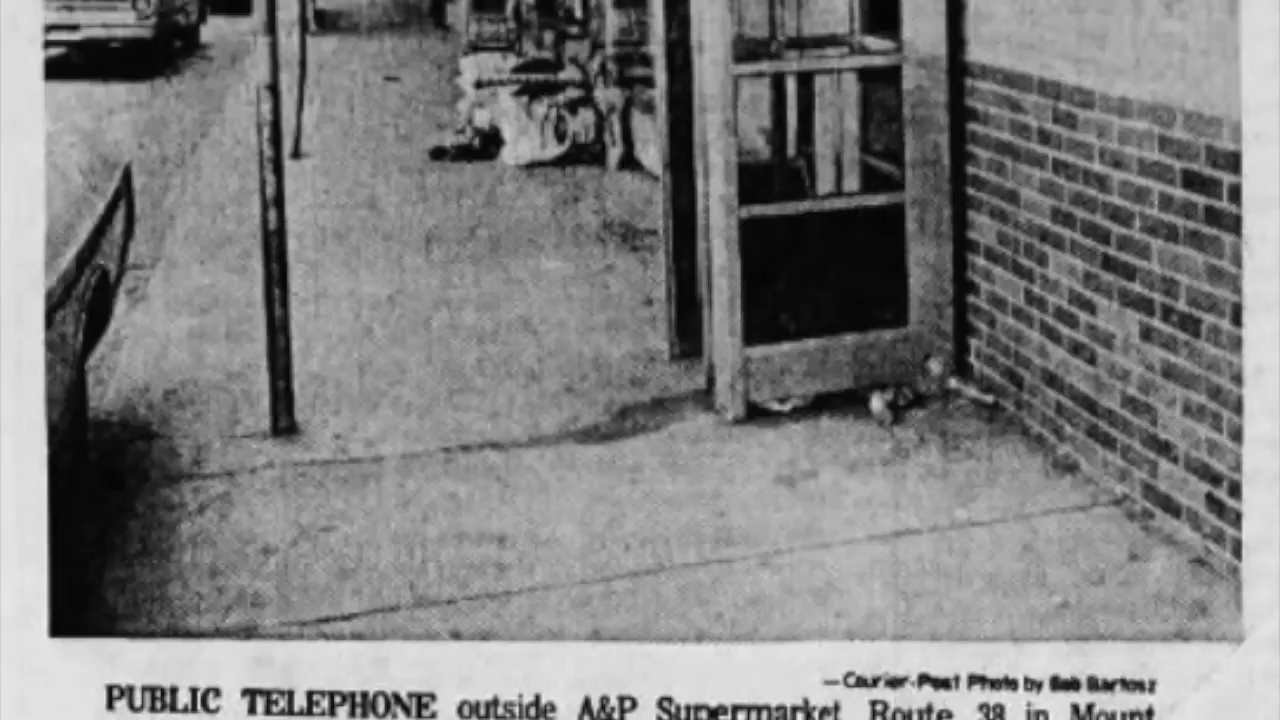 —Courier-Post Photo by Bob Bartosz
PUBLIC TELEPHONE outside A&P Supermarket, Route 38 in Mount